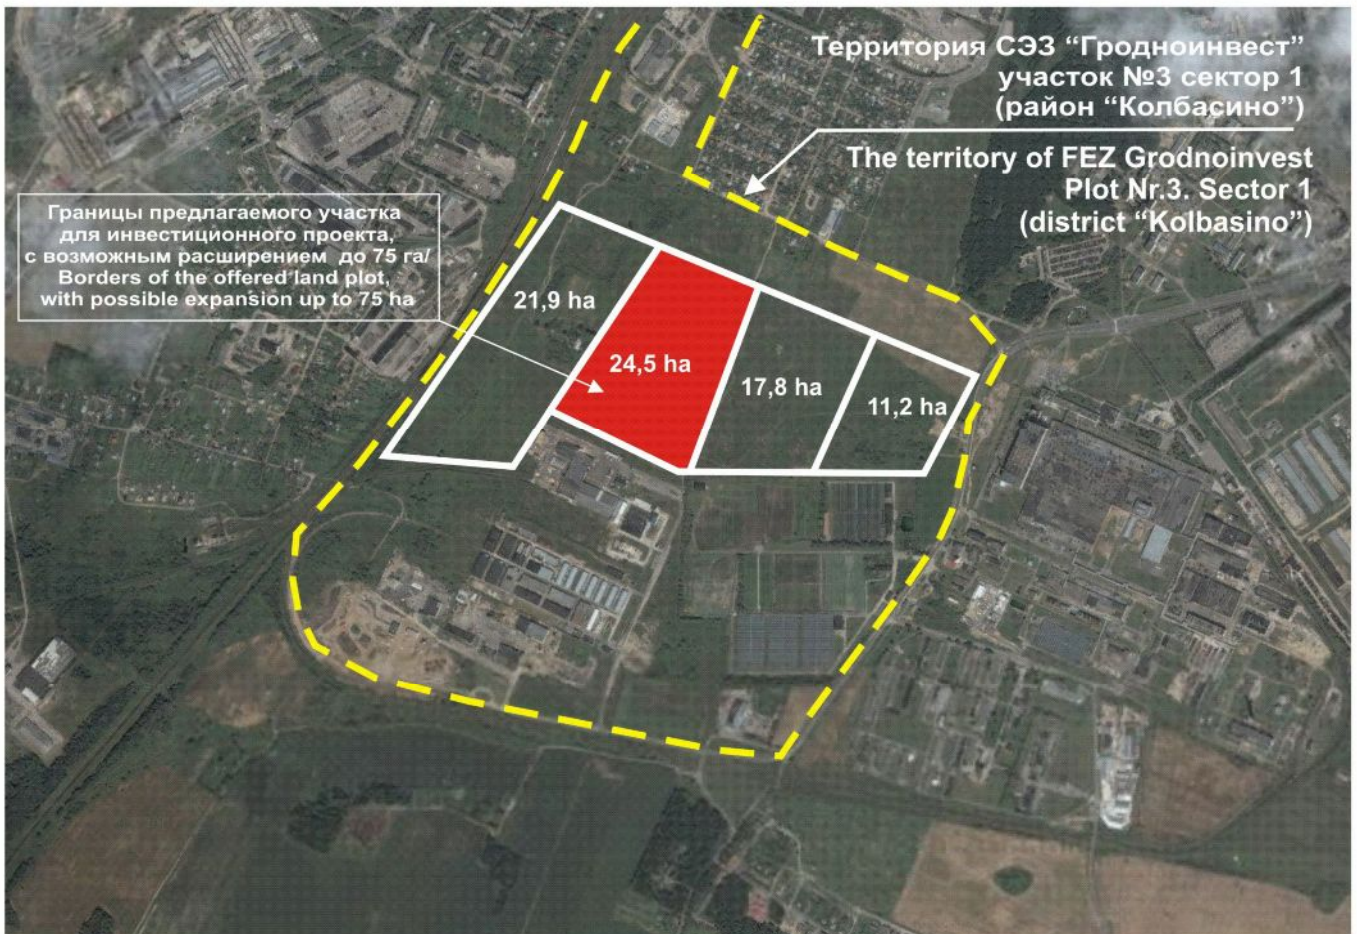 Территория СЭЗ “Гродноинвест”
участок №3 сектор 1
(район “Колбасино”)
The territory of FEZ Grodnoinvest
Plot Nr.3. Sector 1
(district “Kolbasino”)
Границы предлагаемого участка
для инвестиционного проекта,
с возможным расширением до 75 га/
Borders of the offered land plot,
with possible expansion up to 75 ha
21,9 ha
24,5 ha
17,8 ha
11,2 ha